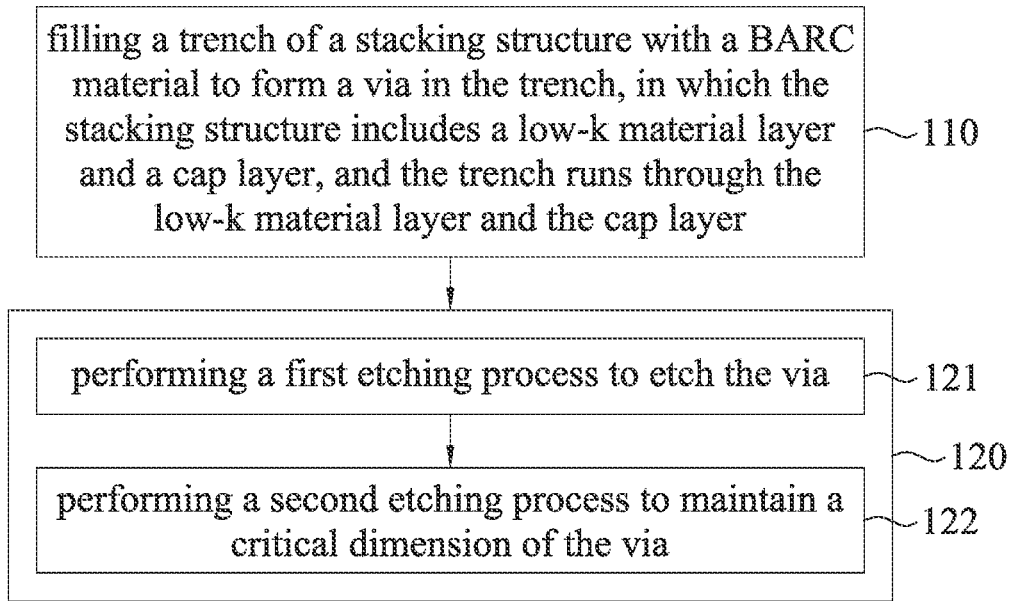 filling a trench of a stacking structure with a BARC
material to form a via in the trench, in which the
stacking structure includes a low-k material layer
and a cap layer, and the trench runs through the
low-k material layer and the cap layer
110
performing a first etching process to etch the via
121
120
performing a second etching process to maintain a
critical dimension of the via
122